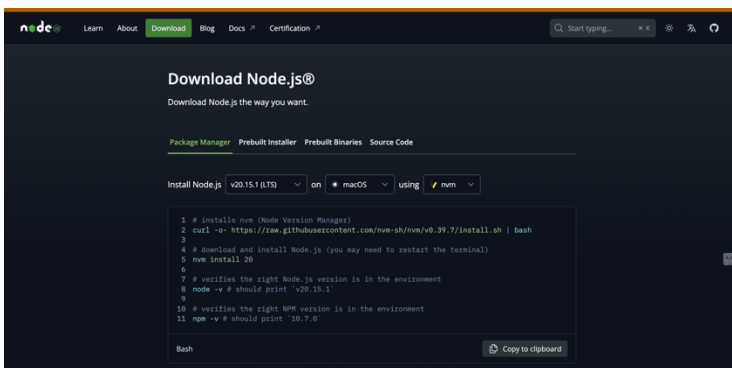 node
Learn About Download Blog Docs ↗ Certification ↗
Start typing... ⌘ K
Download Node.js®
Download Node.js the way you want.
Package Manager Prebuilt Installer Prebuilt Binaries Source Code
Install Node.js v20.15.1 (LTS) on macOS using nvm
1 # installs nvm (Node Version Manager)
2 curl -o- https://raw.githubusercontent.com/nvm-sh/nvm/v0.39.7/install.sh | bash
3
4 # download and install Node.js (you may need to restart the terminal)
5 nvm install 20
6
7 # verifies the right Node.js version is in the environment
8 node -v # should print `v20.15.1`
9
10 # verifies the right NPM version is in the environment
11 npm -v # should print `10.7.0`
Bash Copy to clipboard